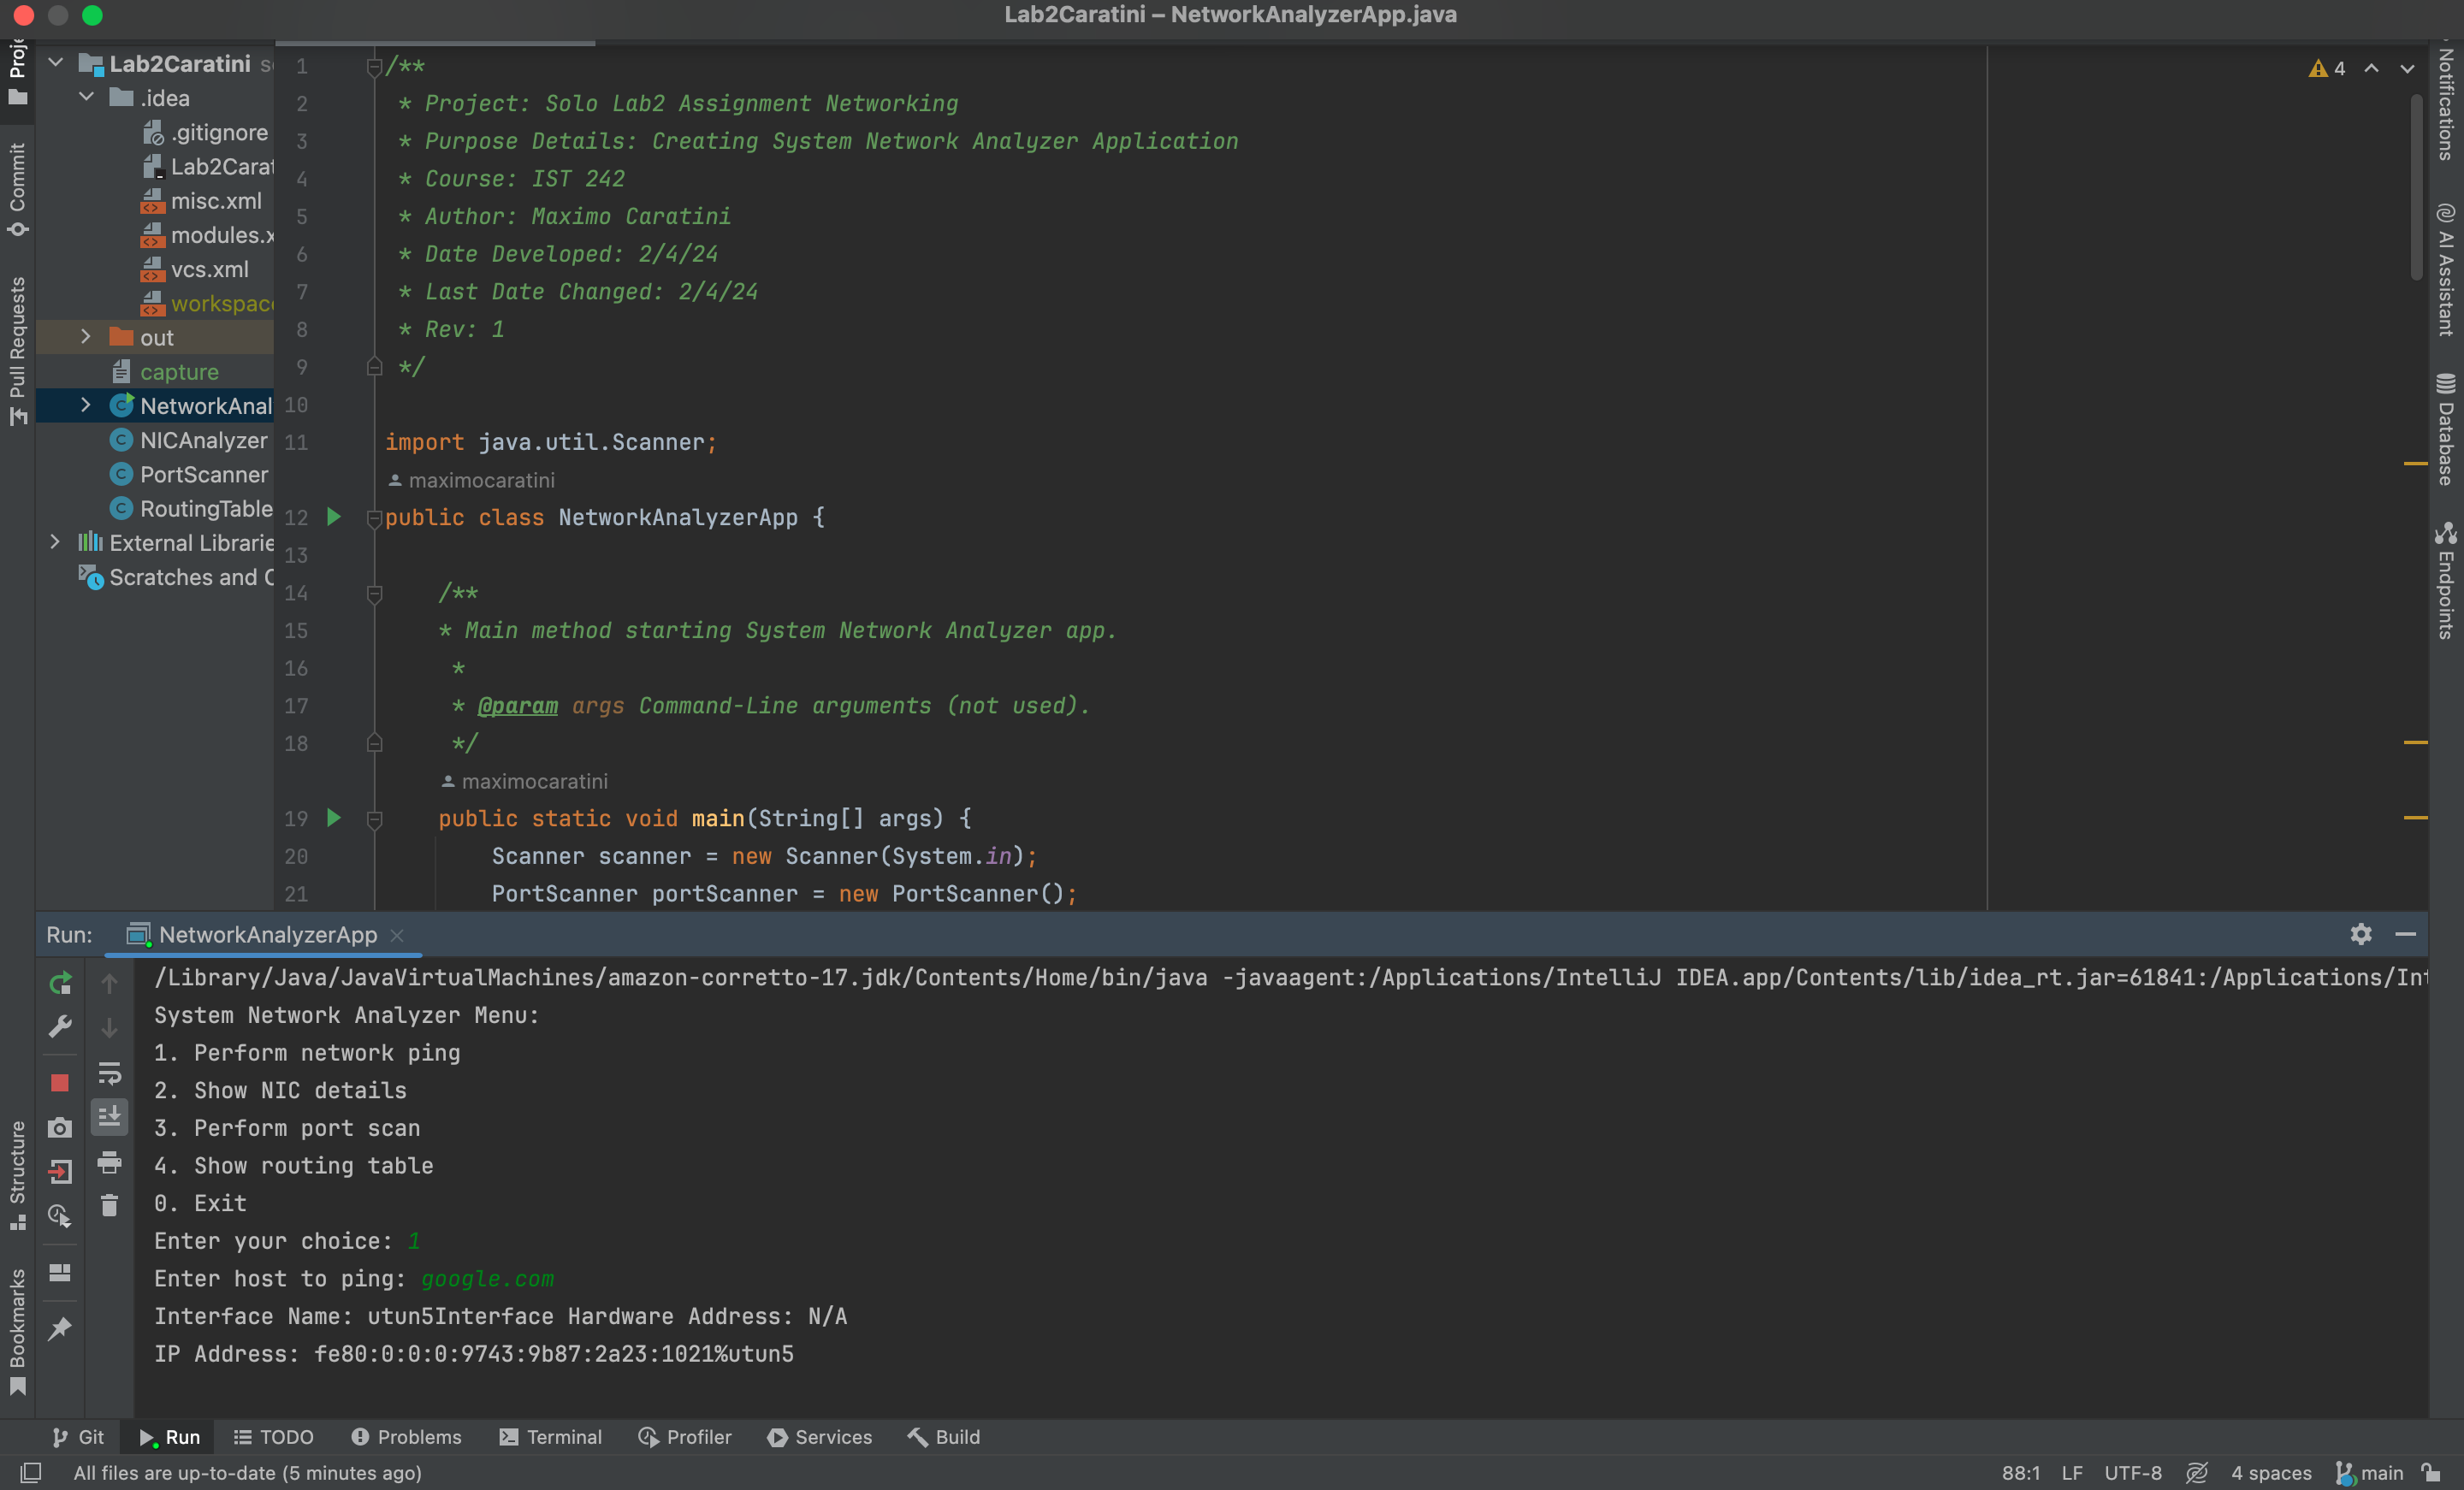 Lab2Caratini – NetworkAnalyzerApp.java
Commit
Pull Requests
Structure
Bookmarks
Lab2Caratini
.idea
.gitignore
Lab2Carat
misc.xml
modules.x
vcs.xml
workspac
out
capture
NetworkAnal
NICAnalyzer
PortScanner
RoutingTable
External Librarie
Scratches and C
1 /**
2 * Project: Solo Lab2 Assignment Networking
3 * Purpose Details: Creating System Network Analyzer Application
4 * Course: IST 242
5 * Author: Maximo Caratini
6 * Date Developed: 2/4/24
7 * Last Date Changed: 2/4/24
8 * Rev: 1
9 */
10
11 import java.util.Scanner;
maximocaratini
12 public class NetworkAnalyzerApp {
13
14 /**
15 * Main method starting System Network Analyzer app.
16 *
17 * @param args Command-Line arguments (not used).
18 */
maximocaratini
19 public static void main(String[] args) {
20 Scanner scanner = new Scanner(System.in);
21 PortScanner portScanner = new PortScanner();
4
Notifications
AI Assistant
Database
Endpoints
Run: NetworkAnalyzerApp
/Library/Java/JavaVirtualMachines/amazon-corretto-17.jdk/Contents/Home/bin/java -javaagent:/Applications/IntelliJ IDEA.app/Contents/lib/idea_rt.jar=61841:/Applications/Int
System Network Analyzer Menu:
1. Perform network ping
2. Show NIC details
3. Perform port scan
4. Show routing table
0. Exit
Enter your choice: 1
Enter host to ping: google.com
Interface Name: utun5Interface Hardware Address: N/A
IP Address: fe80:0:0:0:9743:9b87:2a23:1021%utun5
Git Run TODO Problems Terminal Profiler Services Build
All files are up-to-date (5 minutes ago) 88:1 LF UTF-8 4 spaces main